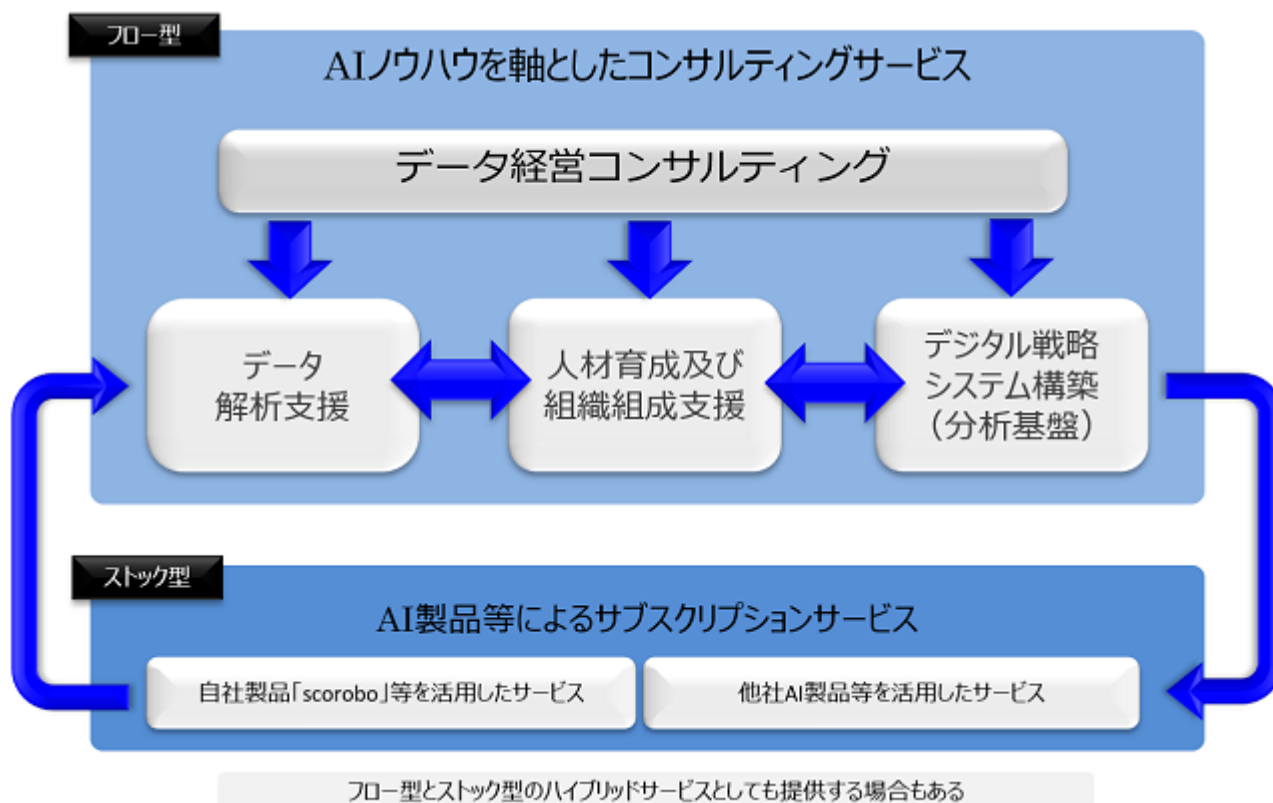 フロー型
AIノウハウを軸としたコンサルティングサービス
データ経営コンサルティング
データ
解析支援
人材育成及び
組織組成支援
デジタル戦略
システム構築
（分析基盤）
ストック型
AI製品等によるサブスクリプションサービス
自社製品「scorobo」等を活用したサービス
他社AI製品等を活用したサービス
フロー型とストック型のハイブリッドサービスとしても提供する場合もある